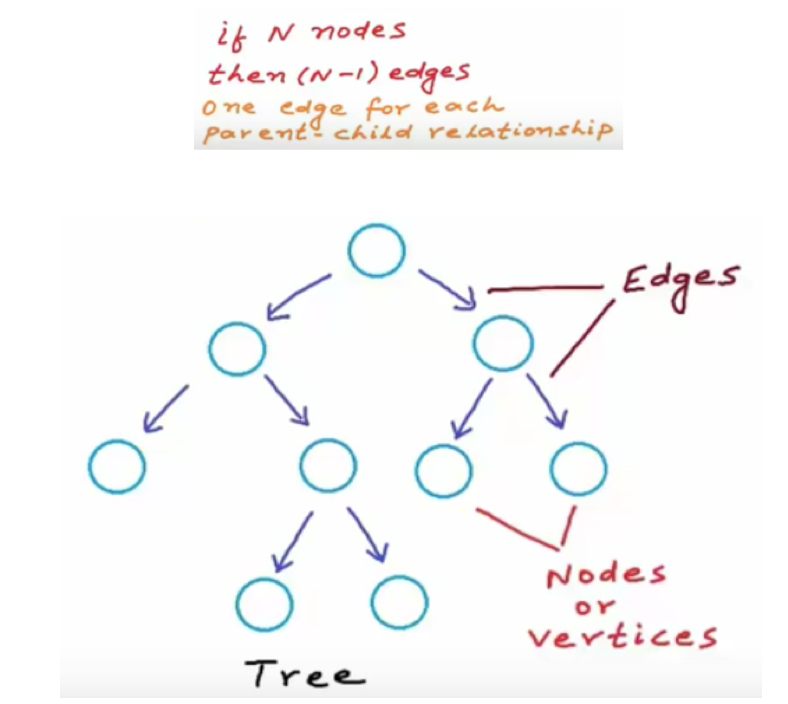 if N nodes
then (N-1) edges
one edge for each
parent-child relationship
Edges
Nodes
or
vertices
Tree